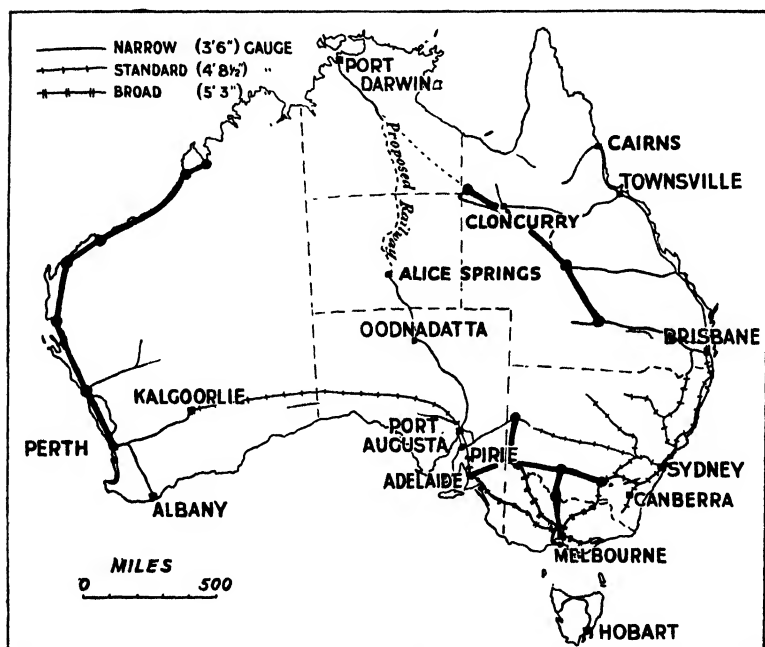 NARROW (3'6") GAUGE
STANDARD (4'8½") "
BROAD (5'3") "
PORT
DARWIN
Proposed Railway
CAIRNS
TOWNSVILLE
CLONCURRY
ALICE SPRINGS
OODNADATTA
BRISBANE
KALGOORLIE
PORT
AUGUSTA
PERTH
PIRIE
SYDNEY
ADELAIDE
CANBERRA
ALBANY
MELBOURNE
MILES
0 500
HOBART